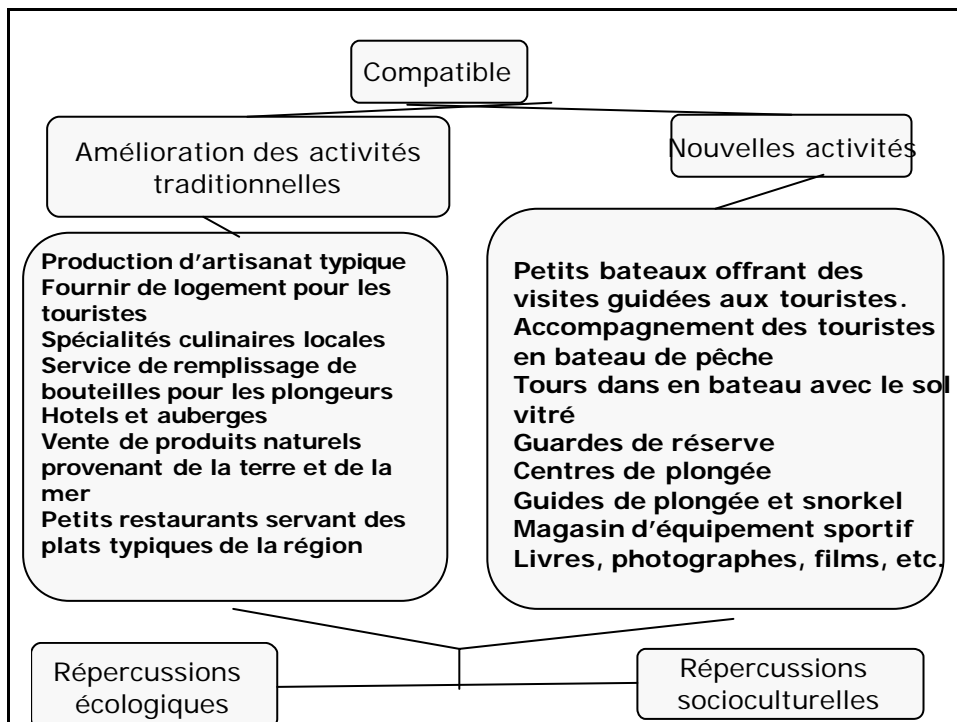 Compatible
Amélioration des activités
traditionnelles
Nouvelles activités
Production d’artisanat typique
Fournir de logement pour les
touristes
Spécialités culinaires locales
Service de remplissage de
bouteilles pour les plongeurs
Hotels et auberges
Vente de produits naturels
provenant de la terre et de la
mer
Petits restaurants servant des
plats typiques de la région
Petits bateaux offrant des
visites guidées aux touristes.
Accompagnement des touristes
en bateau de pêche
Tours dans en bateau avec le sol
vitré
Guardes de réserve
Centres de plongée
Guides de plongée et snorkel
Magasin d’équipement sportif
Livres, photographes, films, etc.
Répercussions
écologiques
Répercussions
socioculturelles